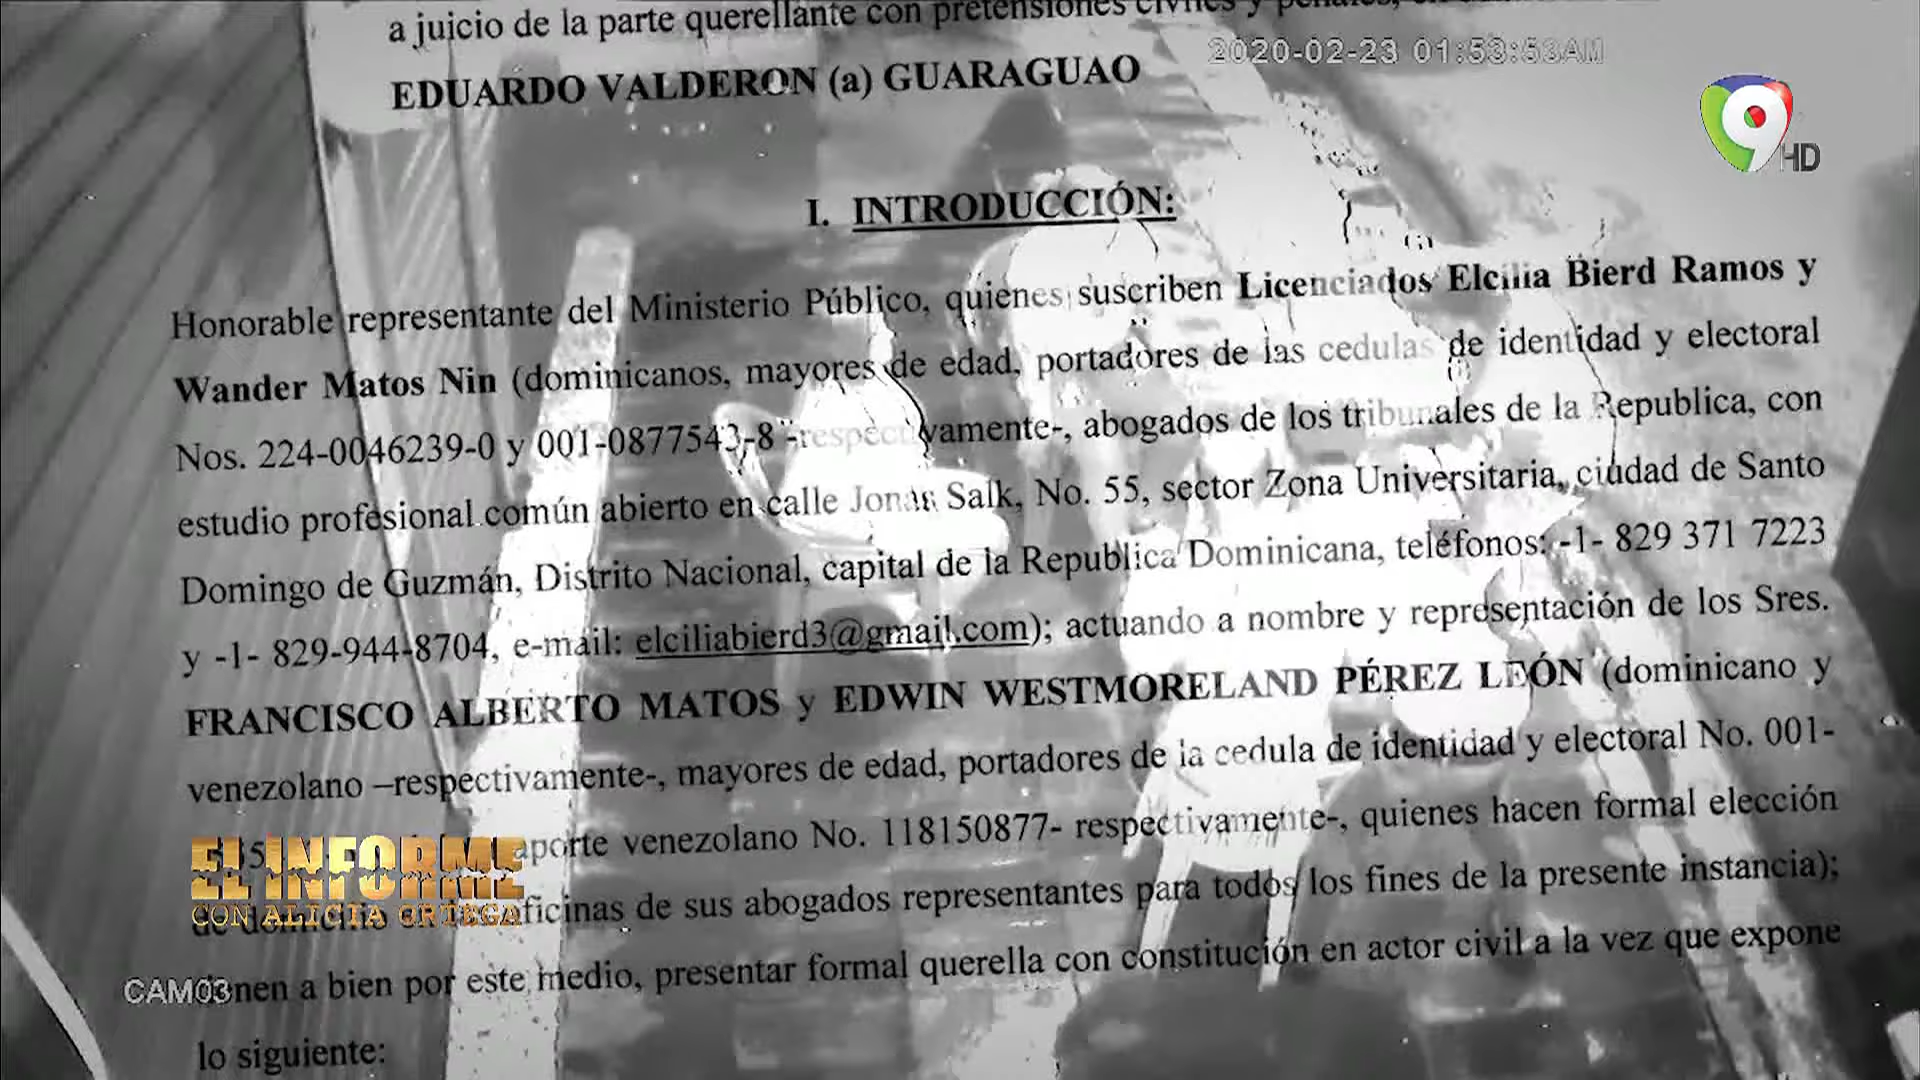 a juicio de la parte querellante con pretensiones civiles y penales,
2020-02-23 01:53:53AM
EDUARDO VALDERON (a) GUARAGUAO
9 HD
I. INTRODUCCIÓN:
Honorable representante del Ministerio Público, quienes suscriben Licenciados Elcilia Bierd Ramos y
Wander Matos Nin (dominicanos, mayores de edad, portadores de las cedulas de identidad y electoral
Nos. 224-0046239-0 y 001-0877543-8 -respectivamente-, abogados de los tribunales de la Republica, con
estudio profesional común abierto en calle Jonas Salk, No. 55, sector Zona Universitaria, ciudad de Santo
Domingo de Guzmán, Distrito Nacional, capital de la Republica Dominicana, teléfonos: -1- 829 371 7223
y -1- 829-944-8704, e-mail: elciliabierd3@gmail.com); actuando a nombre y representación de los Sres.
FRANCISCO ALBERTO MATOS y EDWIN WESTMORELAND PÉREZ LEÓN (dominicano y
venezolano –respectivamente-, mayores de edad, portadores de la cedula de identidad y electoral No. 001-
venezolano No. 118150877- respectivamente-, quienes hacen formal elección
EL INFORME
CON ALICIA ORTEGA
de domicilio de sus abogados representantes para todos los fines de la presente instancia);
a bien por este medio, presentar formal querella con constitución en actor civil a la vez que expone
CAM03
lo siguiente: